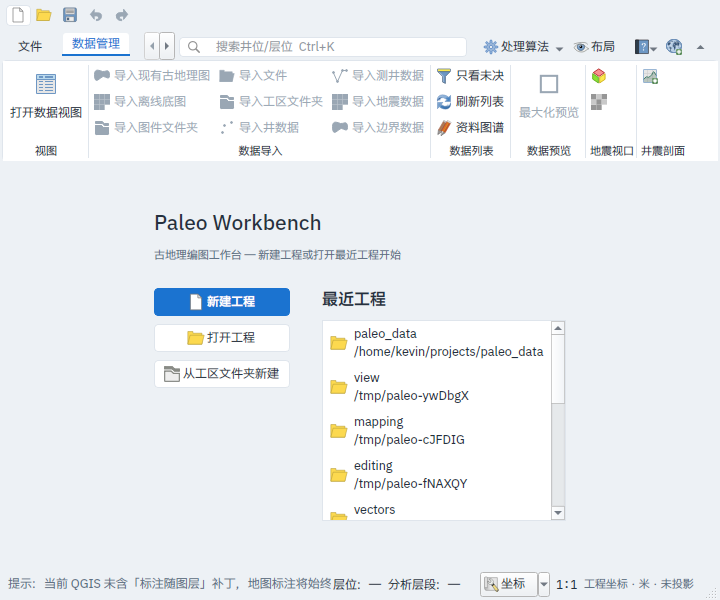 文件
数据管理
搜索井位/层位 Ctrl+K
处理算法
布局
打开数据视图
导入现有古地理图
导入离线底图
导入图件文件夹
导入文件
导入工区文件夹
导入井数据
导入测井数据
导入地震数据
导入边界数据
只看未决
刷新列表
资料图谱
最大化预览
视图
数据导入
数据列表
数据预览
地震视口
井震剖面
Paleo Workbench
古地理编图工作台 — 新建工程或打开最近工程开始
新建工程
打开工程
从工区文件夹新建
最近工程
paleo_data
/home/kevin/projects/paleo_data
view
/tmp/paleo-ywDbgX
mapping
/tmp/paleo-cJFDIG
editing
/tmp/paleo-fNAXQY
vectors
提示: 当前 QGIS 未含「标注随图层」补丁，地图标注将始终
层位: —
分析层段: —
坐标
1:1
工程坐标 · 米 · 未投影